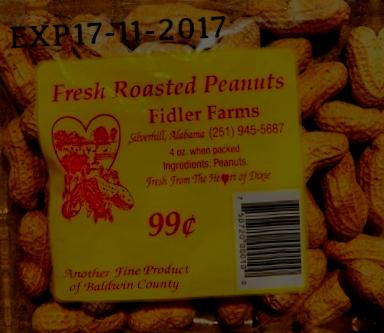 EXP17-11-2017
Fresh Roasted Peanuts
Fidler Farms
Silverhill, Alabama (251) 945-5687
4 oz. when packed
Ingredients: Peanuts.
Fresh From The Heart of Dixie
99¢
Another Fine Product
of Baldwin County